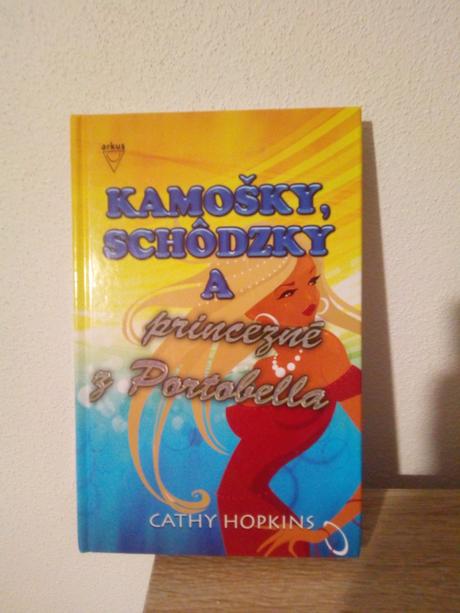 arkus
KAMOŠKY,
SCHÔDZKY
A
princezné
z Portobella
CATHY HOPKINS